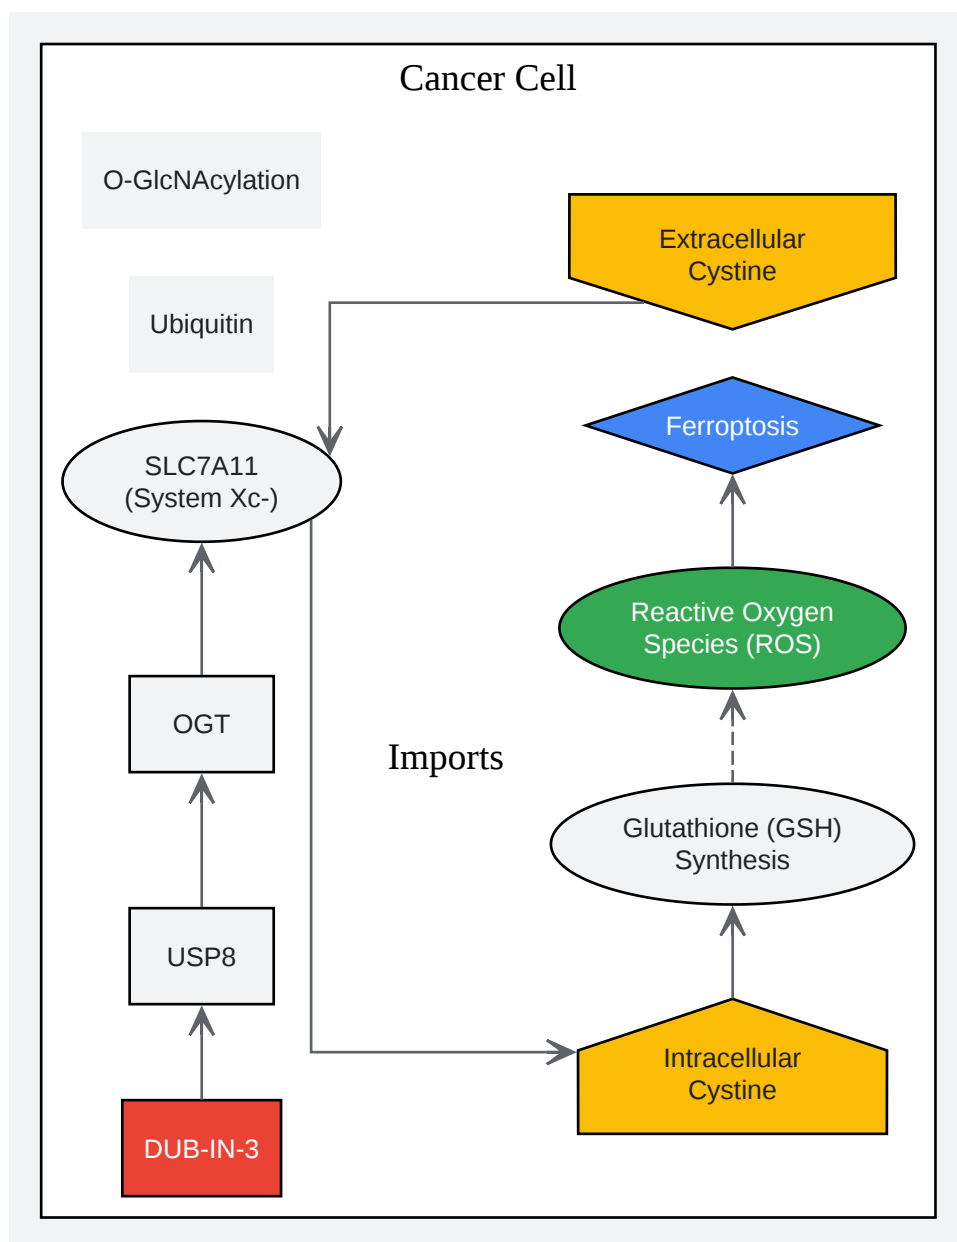 Cancer Cell
O-GlcNAcylation
Extracellular
Cystine
Ubiquitin
Ferroptosis
SLC7A11
(System Xc-)
Reactive Oxygen
Species (ROS)
OGT
Imports
Glutathione (GSH)
Synthesis
USP8
Intracellular
Cystine
DUB-IN-3